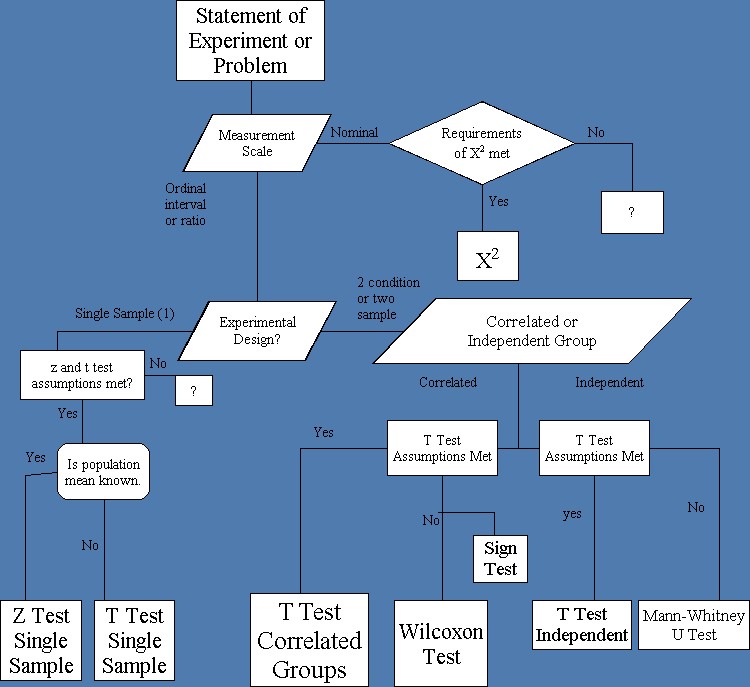 Statement of
Experiment or
Problem
Measurement
Scale
Nominal
Requirements
of X² met
No
?
Yes
X²
Ordinal
interval
or ratio
2 condition
or two
sample
Single Sample (1)
Experimental
Design?
Correlated or
Independent Group
z and t test
assumptions met?
No
?
Yes
Correlated
Independent
Is population
mean known.
Yes
No
Yes
T Test
Assumptions Met
T Test
Assumptions Met
No
Sign
Test
yes
No
Z Test
Single
Sample
T Test
Single
Sample
T Test
Correlated
Groups
Wilcoxon
Test
T Test
Independent
Mann-Whitney
U Test